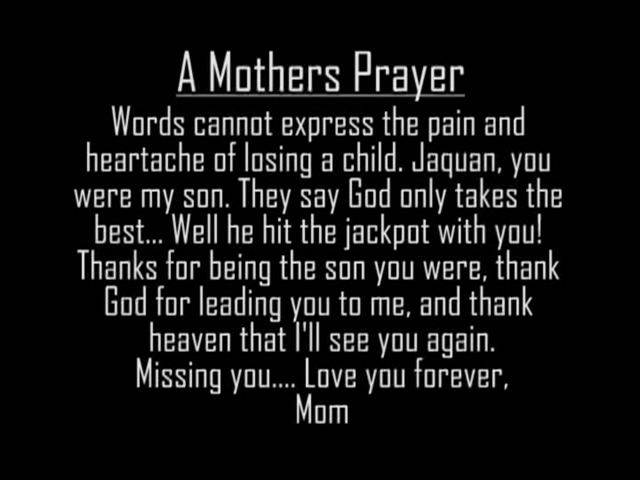 A Mothers Prayer
Words cannot express the pain and
heartache of losing a child. Jaquan, you
were my son. They say God only takes the
best... Well he hit the jackpot with you!
Thanks for being the son you were, thank
God for leading you to me, and thank
heaven that I'll see you again.
Missing you.... Love you forever,
Mom